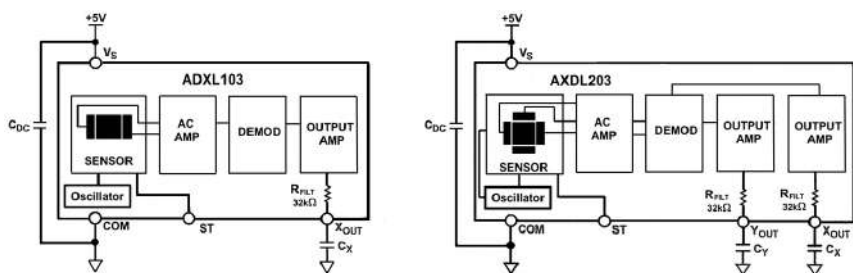 +5V
VS
ADXL103
CDC
SENSOR
AC AMP
DEMOD
OUTPUT AMP
Oscillator
RFILT
32kΩ
COM
ST
XOUT
CX
+5V
VS
AXDL203
CDC
SENSOR
AC AMP
DEMOD
OUTPUT AMP
OUTPUT AMP
Oscillator
RFILT
32kΩ
RFILT
32kΩ
COM
ST
YOUT
XOUT
CY
CX